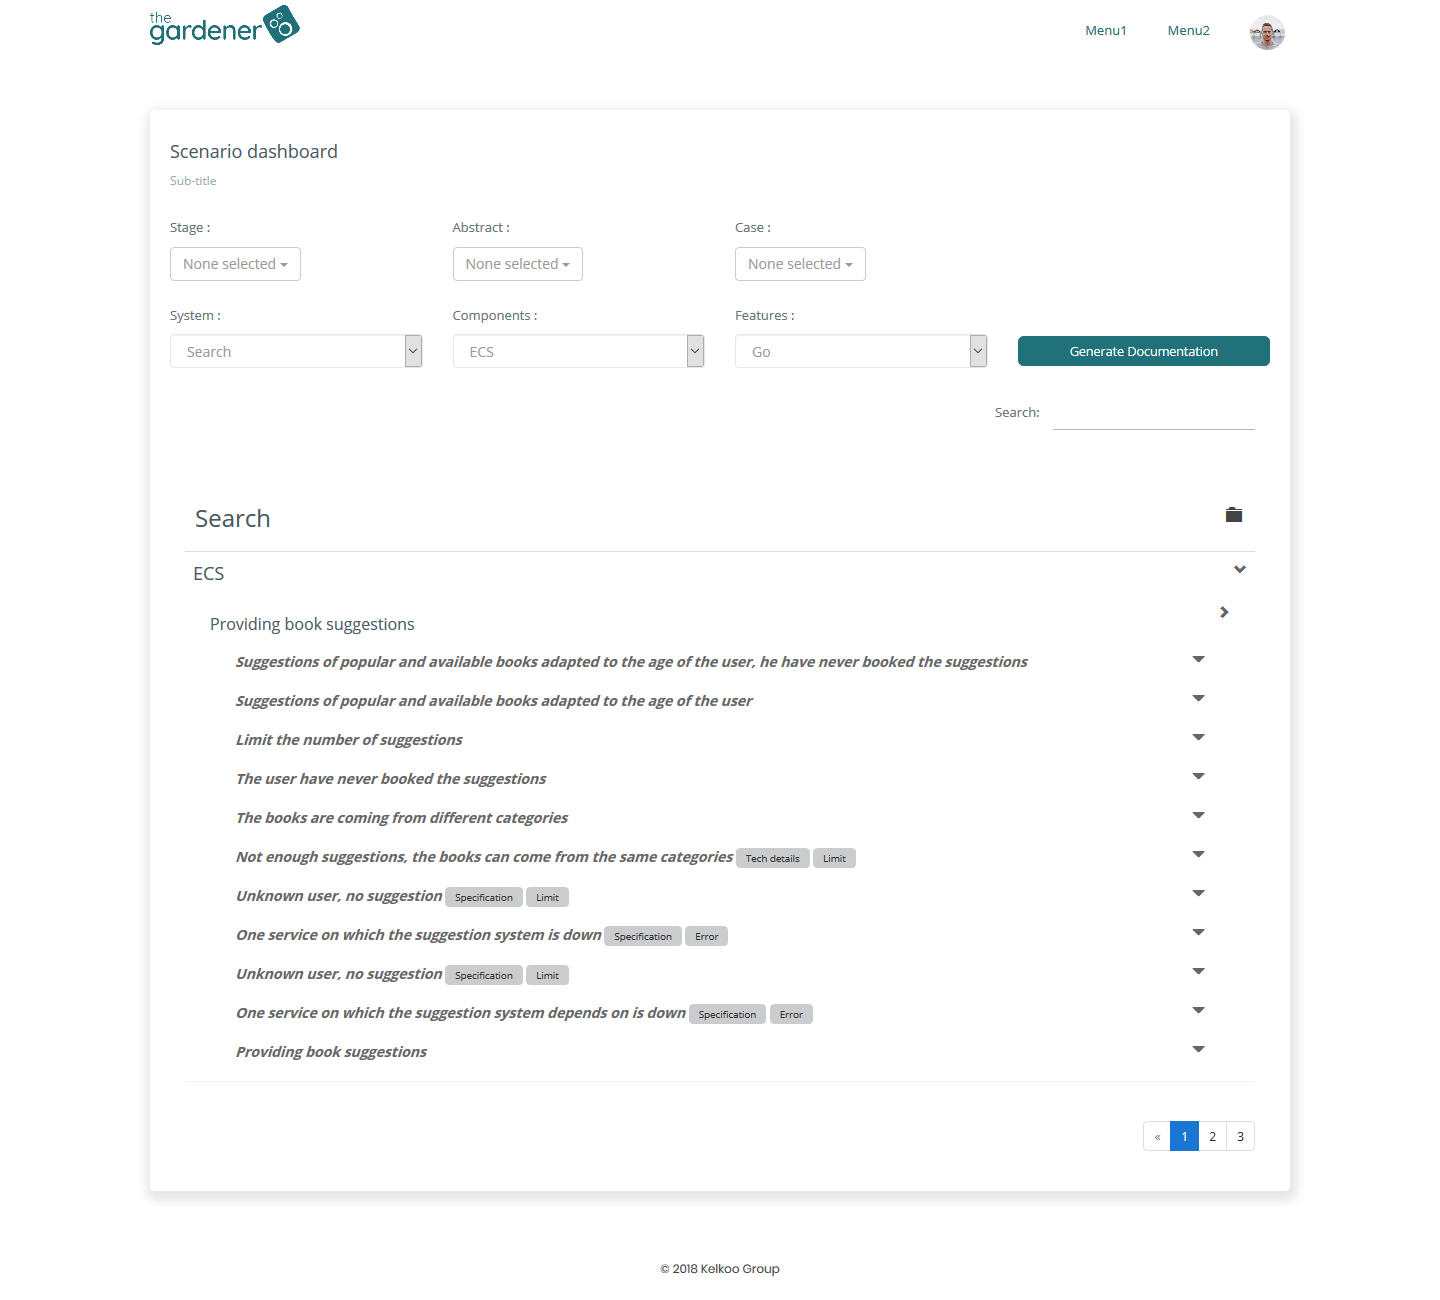 the
gardener
Menu1 Menu2
Scenario dashboard
Sub-title
Stage : Abstract : Case :
None selected None selected None selected
System : Components : Features :
Search ECS Go Generate Documentation
Search:
Search
ECS
Providing book suggestions
Suggestions of popular and available books adapted to the age of the user, he have never booked the suggestions
Suggestions of popular and available books adapted to the age of the user
Limit the number of suggestions
The user have never booked the suggestions
The books are coming from different categories
Not enough suggestions, the books can come from the same categories Tech details Limit
Unknown user, no suggestion Specification Limit
One service on which the suggestion system is down Specification Error
Unknown user, no suggestion Specification Limit
One service on which the suggestion system depends on is down Specification Error
Providing book suggestions
« 1 2 3
© 2018 Kelkoo Group